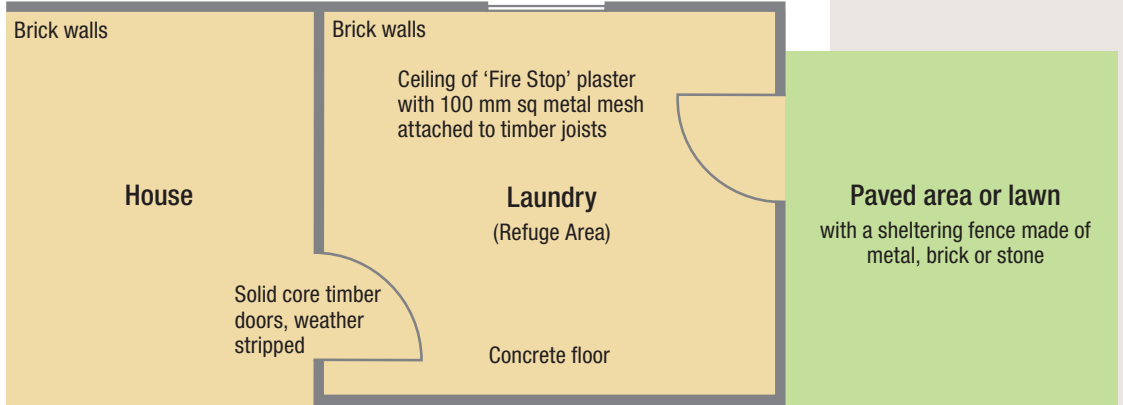 Brick walls
Brick walls
Ceiling of ‘Fire Stop’ plaster
with 100 mm sq metal mesh
attached to timber joists
House
Laundry
(Refuge Area)
Paved area or lawn
with a sheltering fence made of
metal, brick or stone
Solid core timber
doors, weather
stripped
Concrete floor